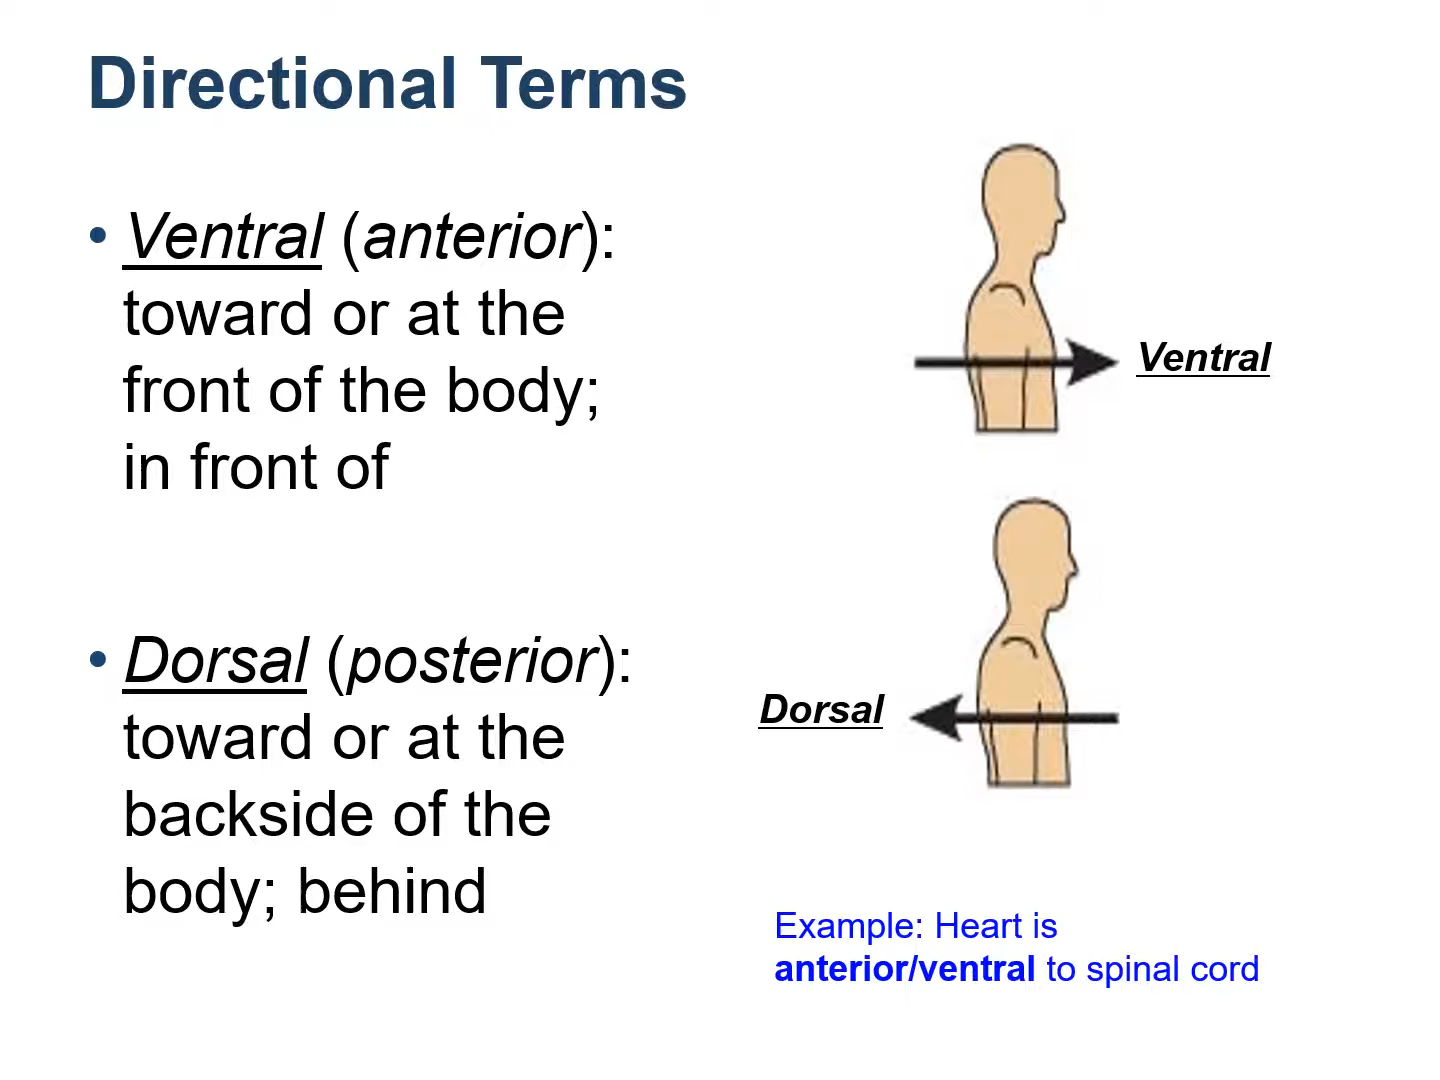 Directional Terms
• Ventral (anterior):
toward or at the
front of the body;
in front of
Ventral
• Dorsal (posterior):
toward or at the
backside of the
body; behind
Dorsal
Example: Heart is
anterior/ventral to spinal cord